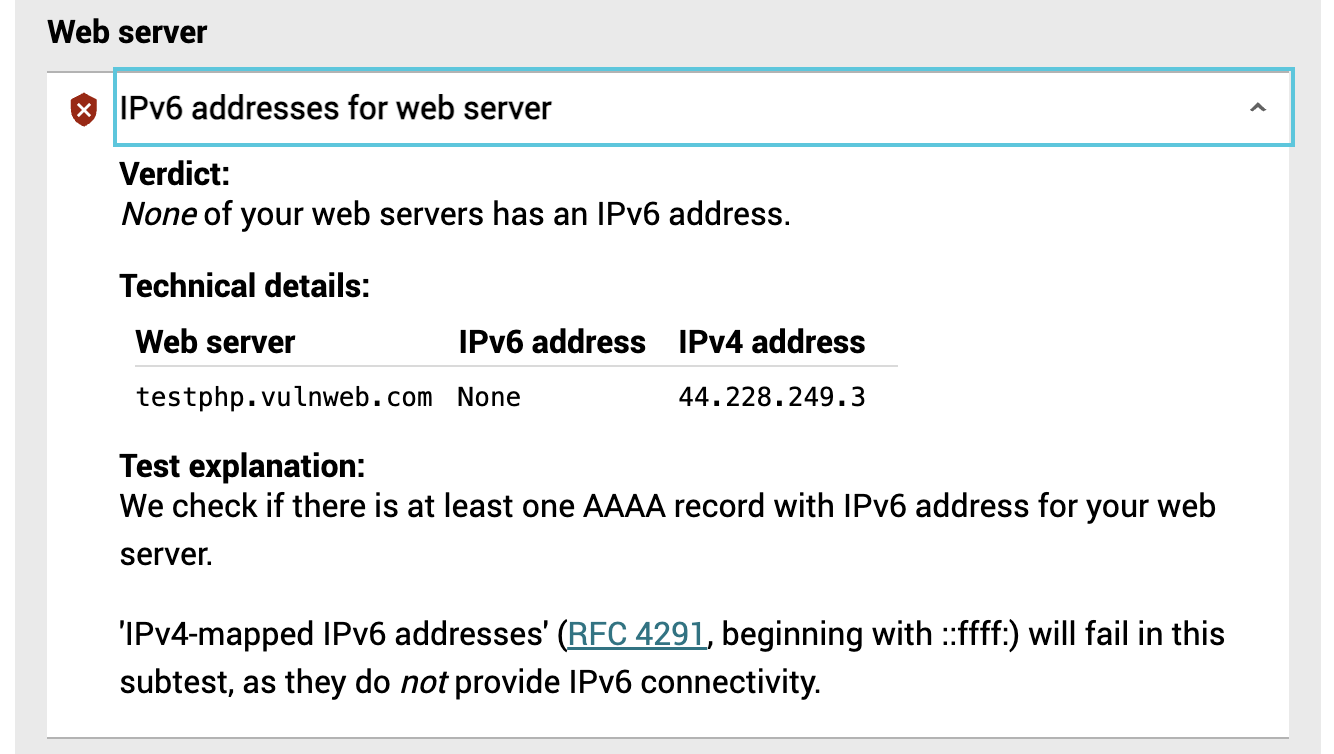 Web server
IPv6 addresses for web server
Verdict:
None of your web servers has an IPv6 address.
Technical details:
Web server IPv6 address IPv4 address
testphp.vulnweb.com None 44.228.249.3
Test explanation:
We check if there is at least one AAAA record with IPv6 address for your web
server.
'IPv4-mapped IPv6 addresses' (RFC 4291, beginning with ::ffff:) will fail in this
subtest, as they do not provide IPv6 connectivity.